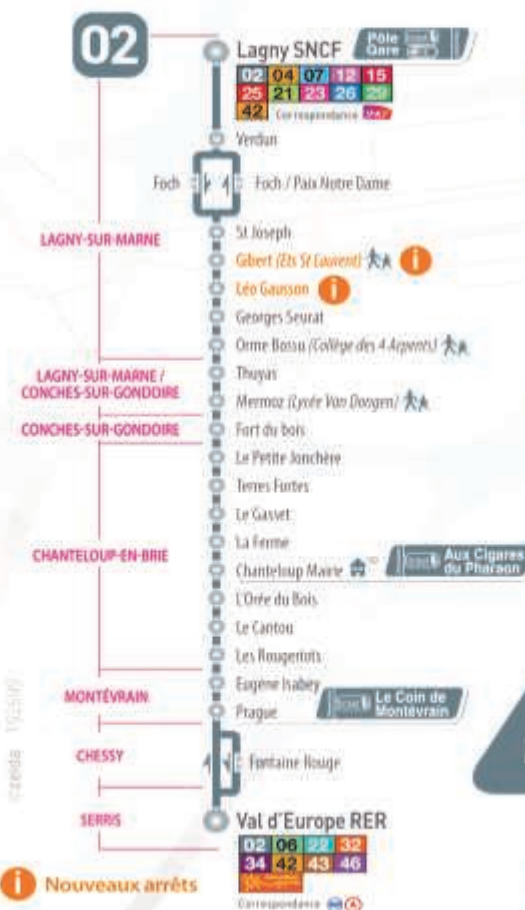 02
Lagny SNCF
Pôle Gare
02 04 07 12 15
25 21 23 26 29
42 Correspondance
Verdun
Foch
Foch / Paix Notre Dame
LAGNY-SUR-MARNE
St Joseph
Gibert (Ets St Laurent) i
Léo Gausson i
Georges Seurat
Orme Bossu (Collège des 4 Arpents)
LAGNY-SUR-MARNE /
CONCHES-SUR-GONDOIRE
Thuyas
Mermoz (Lycée Van Dongen)
CONCHES-SUR-GONDOIRE
Fort du bois
Le Petite Jonchère
Terres Fortes
Le Gasset
La Ferme
CHANTELOUP-EN-BRIE
Chanteloup Mairie
Aux Cigares
du Pharaon
L'Orée du Bois
Le Cantou
Les Rougeriots
Eugène Isabey
MONTÉVRAIN
Prague
Le Coin de
Montévrain
CHESSY
Fontaine Rouge
SERRIS
Val d'Europe RER
02 06 22 32
34 42 43 46
i Nouveaux arrêts
Correspondance A